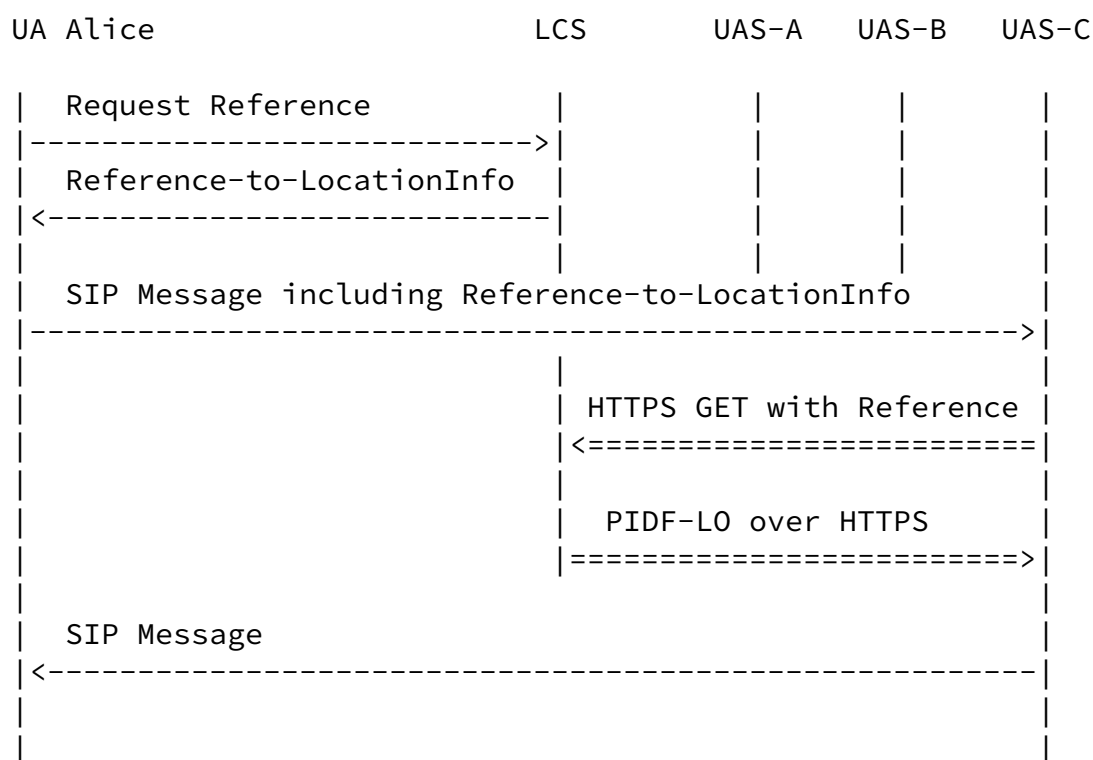 UA Alice LCS UAS-A UAS-B UAS-C
Request Reference
Reference-to-LocationInfo
SIP Message including Reference-to-LocationInfo
HTTPS GET with Reference
PIDF-LO over HTTPS
SIP Message